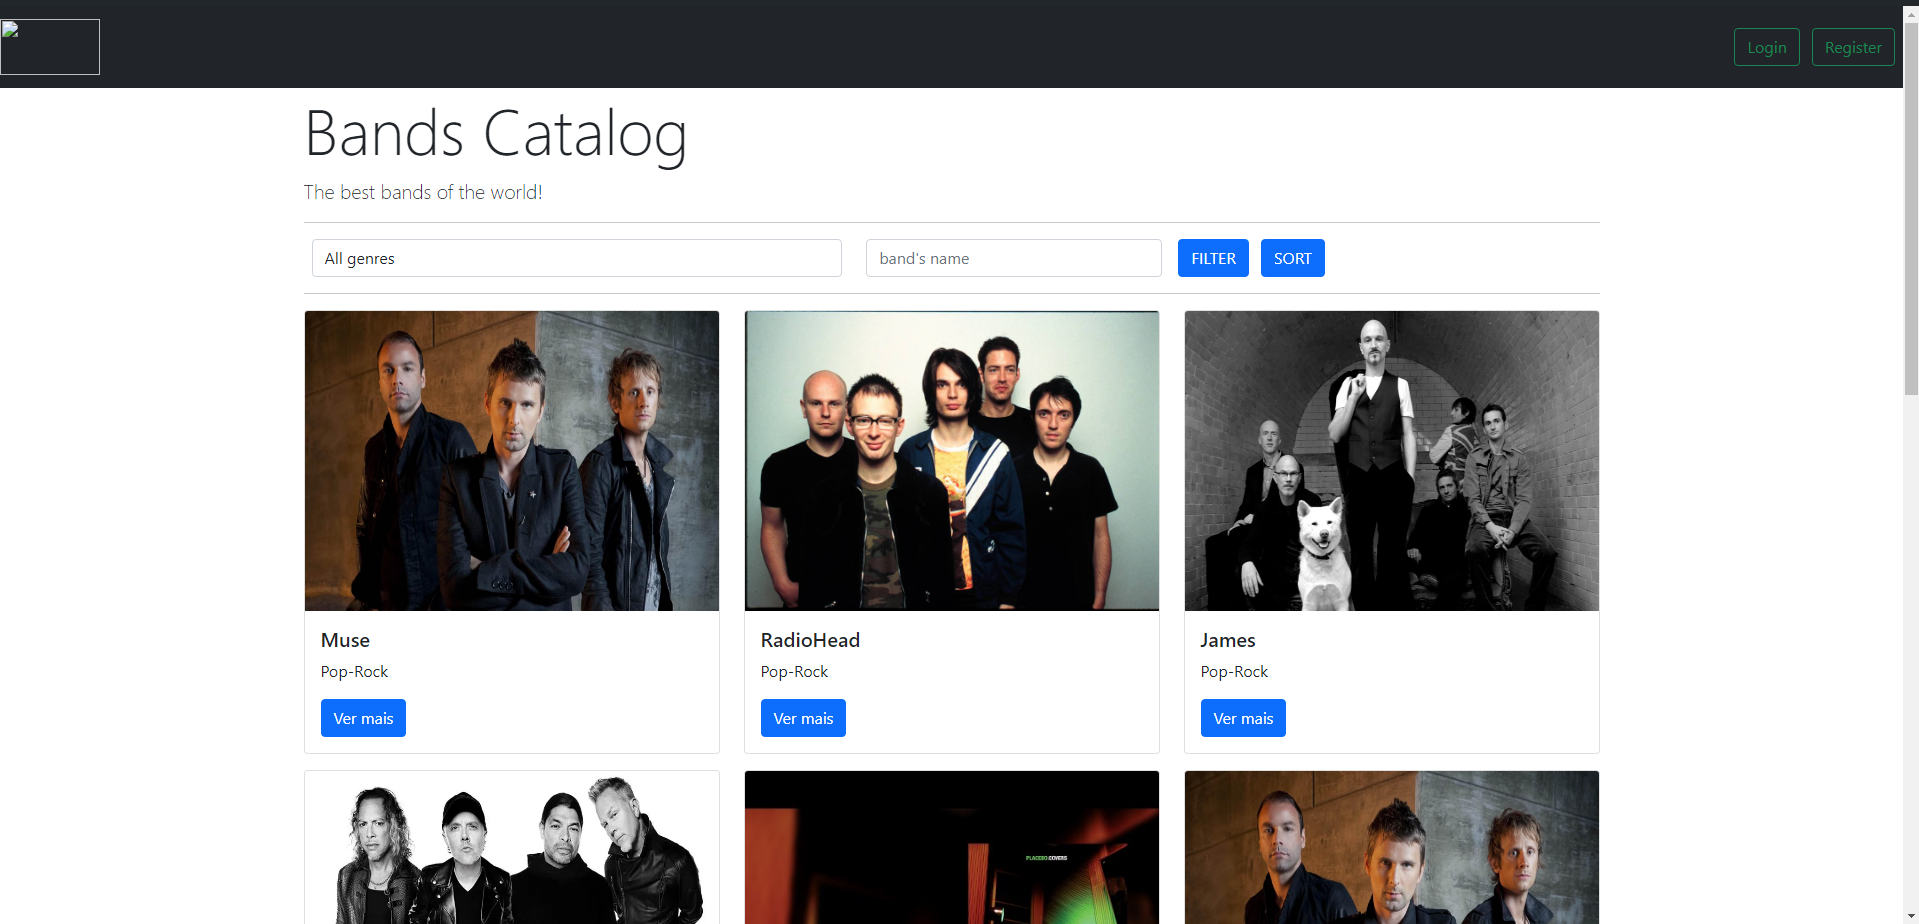 Login Register
Bands Catalog
The best bands of the world!
All genres band's name FILTER SORT
Muse
Pop-Rock
Ver mais
RadioHead
Pop-Rock
Ver mais
James
Pop-Rock
Ver mais
PLACEBO.COVERS